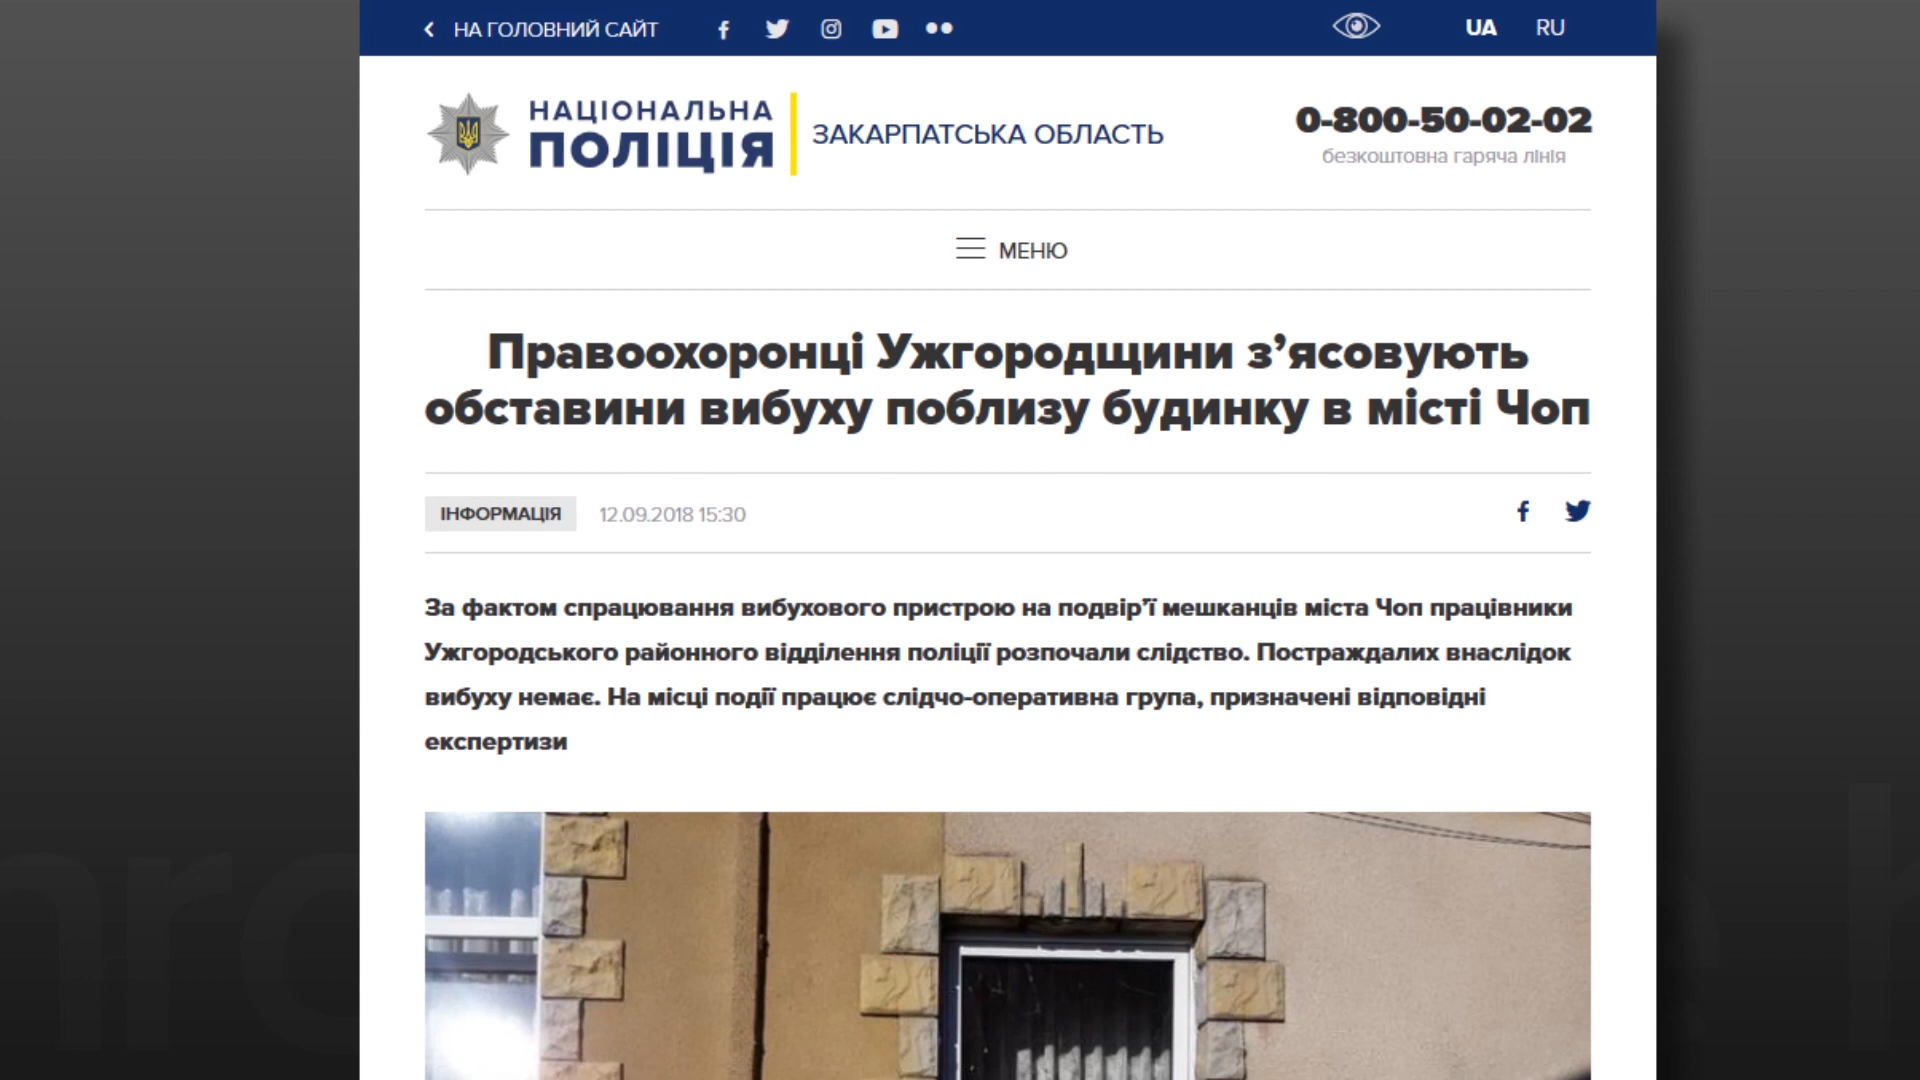 НА ГОЛОВНИЙ САЙТ
UA RU
НАЦІОНАЛЬНА
ПОЛІЦІЯ
ЗАКАРПАТСЬКА ОБЛАСТЬ
0-800-50-02-02
безкоштовна гаряча лінія
МЕНЮ
Правоохоронці Ужгородщини з’ясовують
обставини вибуху поблизу будинку в місті Чоп
ІНФОРМАЦІЯ 12.09.2018 15:30
За фактом спрацювання вибухового пристрою на подвір’ї мешканців міста Чоп працівники
Ужгородського районного відділення поліції розпочали слідство. Постраждалих внаслідок
вибуху немає. На місці події працює слідчо-оперативна група, призначені відповідні
експертизи